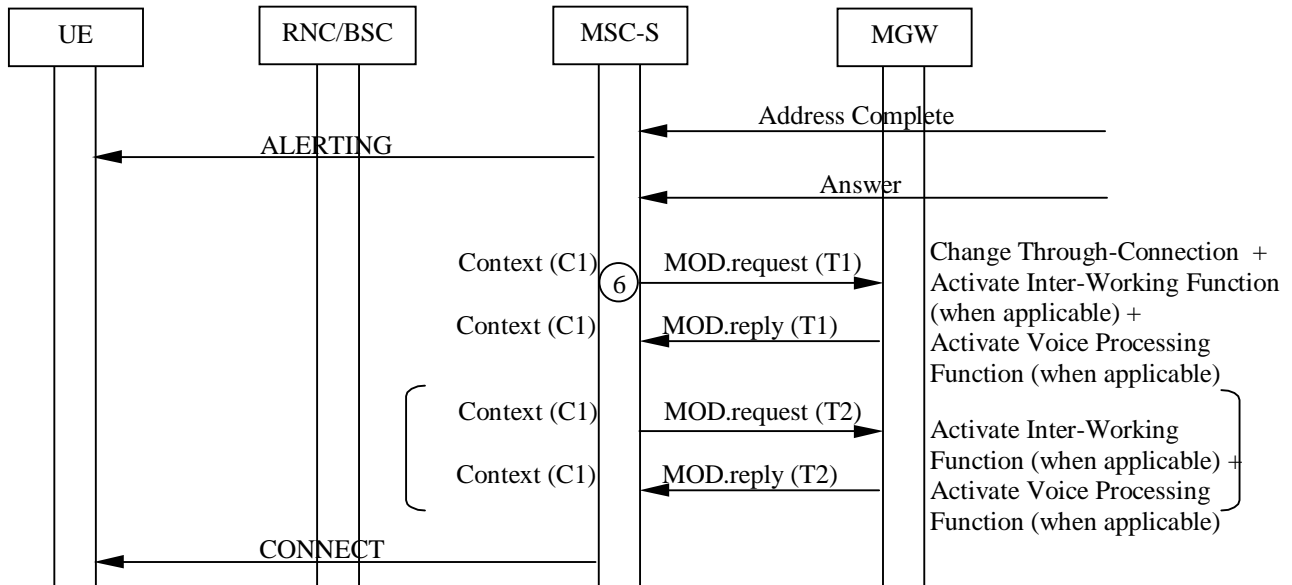 UE
RNC/BSC
MSC-S
MGW
Address Complete
ALERTING
Answer
Context (C1)
6
MOD.request (T1)
Change Through-Connection +
Activate Inter-Working Function
(when applicable) +
Activate Voice Processing
Function (when applicable)
Context (C1)
MOD.reply (T1)
Context (C1)
MOD.request (T2)
Activate Inter-Working
Function (when applicable) +
Activate Voice Processing
Function (when applicable)
Context (C1)
MOD.reply (T2)
CONNECT